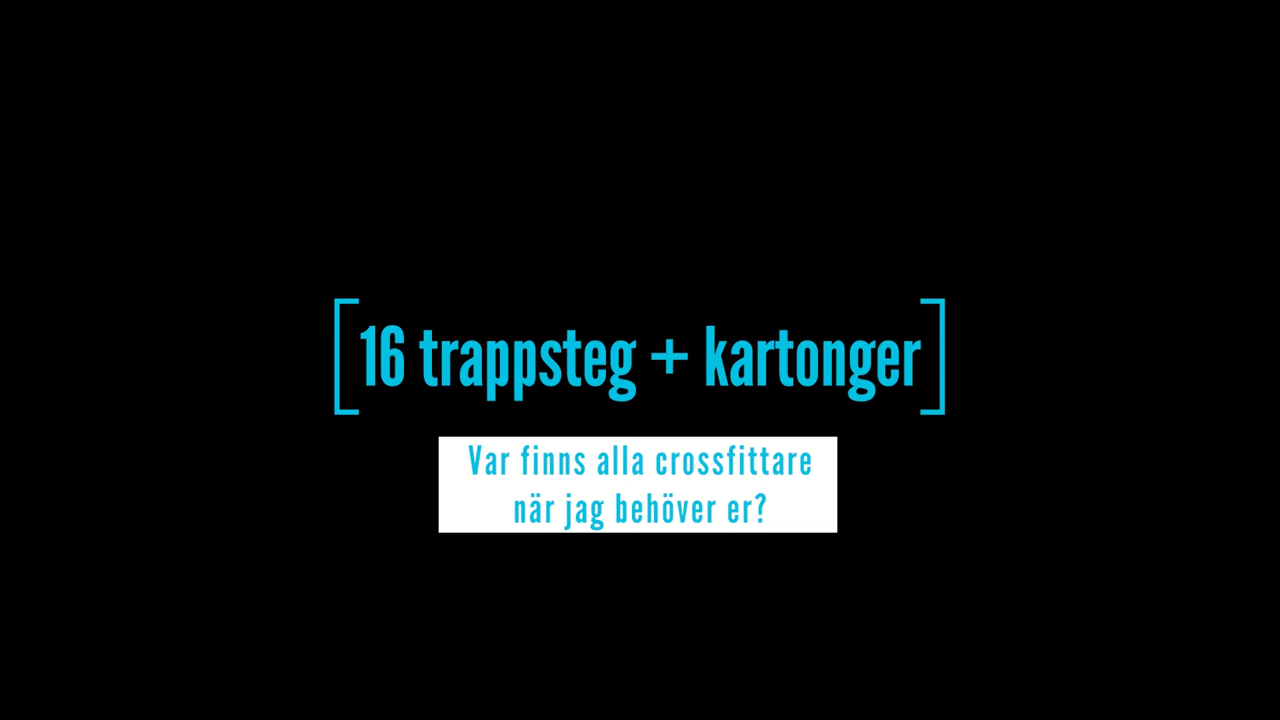 [16 trappsteg + kartonger]
Var finns alla crossfittare
när jag behöver er?